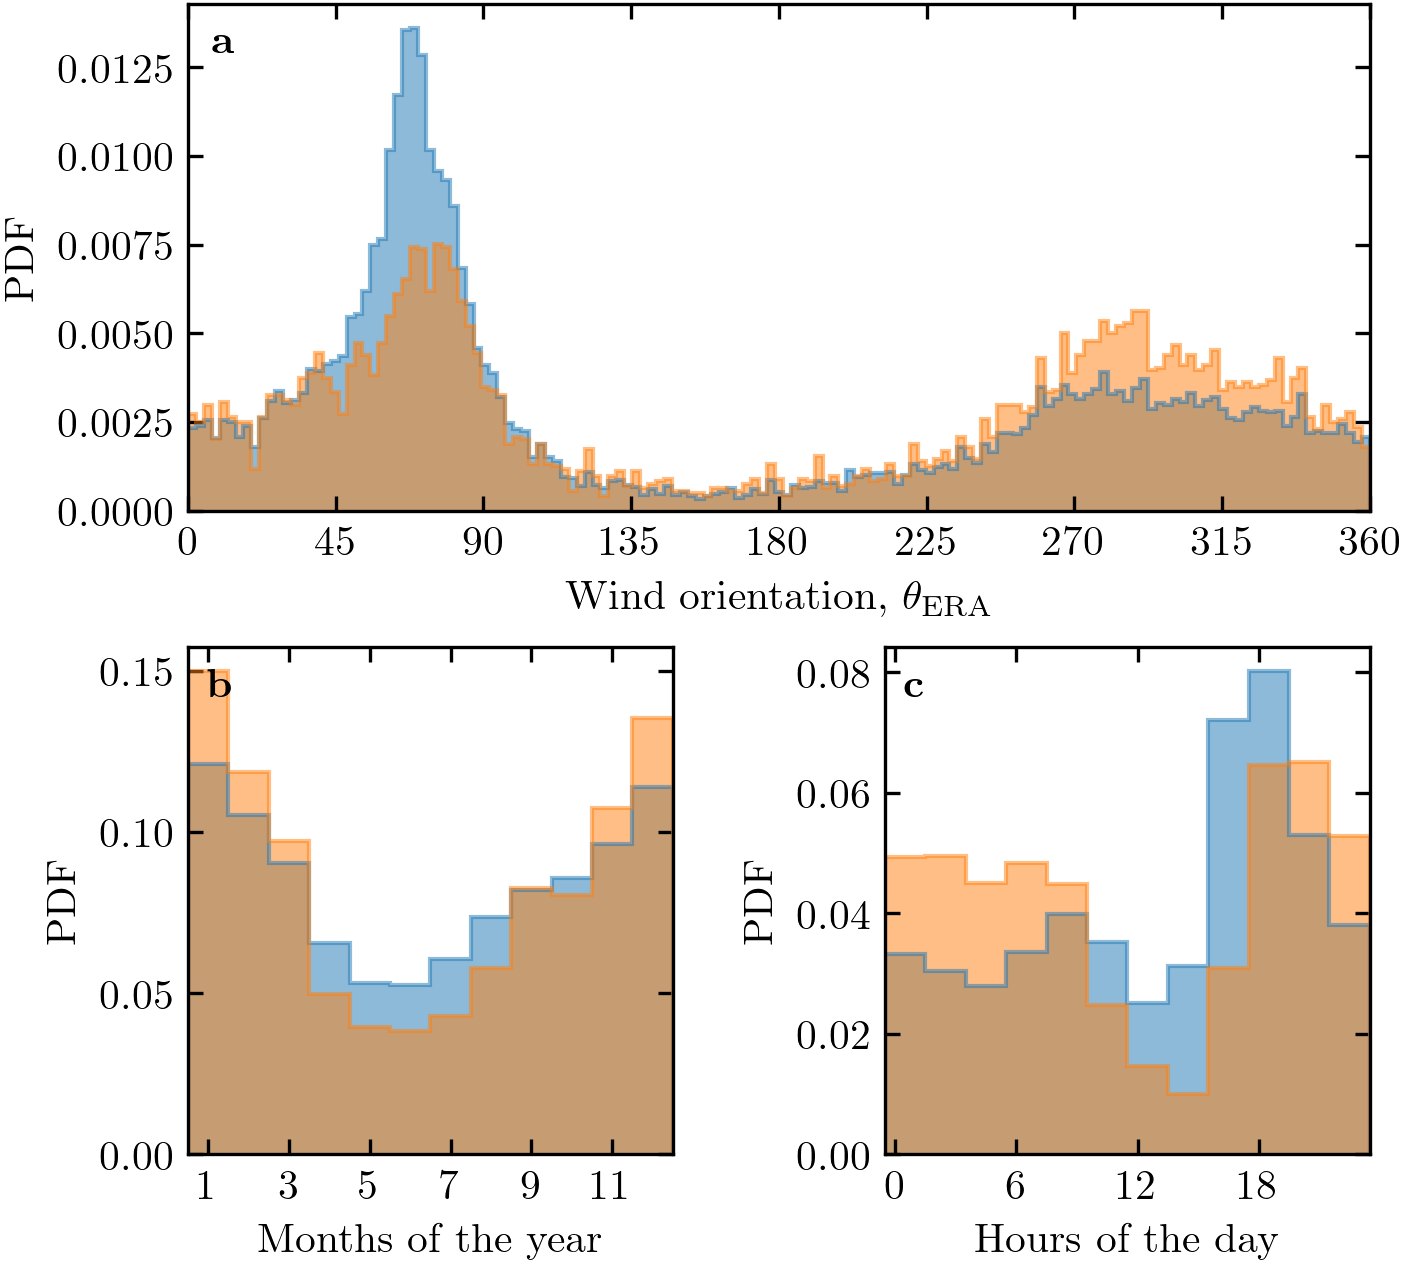 a
0.0125
0.0100
0.0075
0.0050
0.0025
0.0000
PDF
0 45 90 135 180 225 270 315 360
Wind orientation, θ_ERA
b
0.15
0.10
0.05
0.00
PDF
1 3 5 7 9 11
Months of the year
c
0.08
0.06
0.04
0.02
0.00
PDF
0 6 12 18
Hours of the day